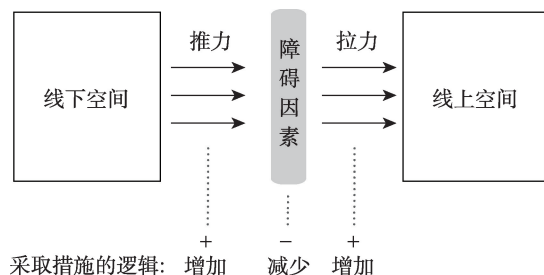 推力
拉力
线下空间
障碍因素
线上空间
+ − +
采取措施的逻辑: 增加 减少 增加